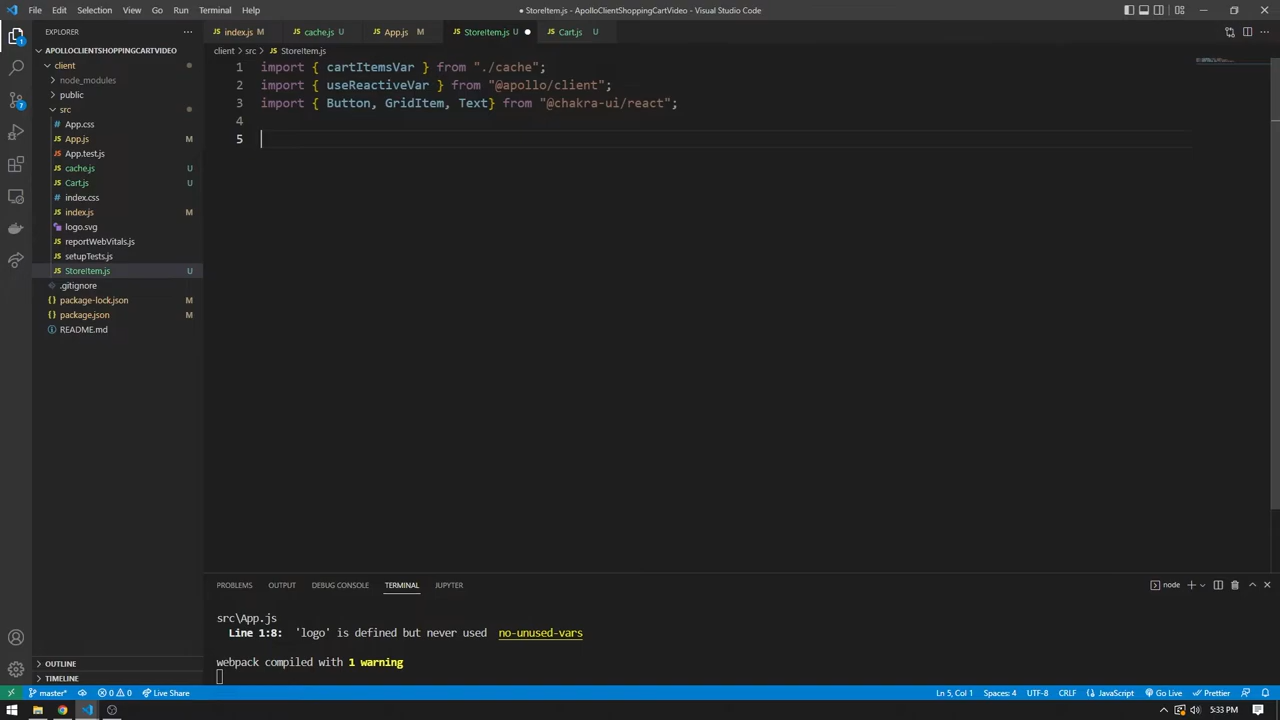 File Edit Selection View Go Run Terminal Help
● StoreItem.js - ApolloClientShoppingCartVideo - Visual Studio Code
EXPLORER
JS index.js M
JS cache.js U
JS App.js M
JS StoreItem.js U
JS Cart.js U
APOLLOCLIENTSHOPPINGCARTVIDEO
client
node_modules
public
src
# App.css
JS App.js M
JS App.test.js
JS cache.js U
JS Cart.js U
# index.css
JS index.js M
logo.svg
JS reportWebVitals.js
JS setupTests.js
JS StoreItem.js U
.gitignore
{} package-lock.json M
{} package.json M
README.md
OUTLINE
TIMELINE
client > src > JS StoreItem.js
1 import { cartItemsVar } from "./cache";
2 import { useReactiveVar } from "@apollo/client";
3 import { Button, GridItem, Text} from "@chakra-ui/react";
4
5
PROBLEMS OUTPUT DEBUG CONSOLE TERMINAL JUPYTER
node
src\App.js
Line 1:8: 'logo' is defined but never used no-unused-vars
webpack compiled with 1 warning
1
7
master* 0 0 Live Share
Ln 5, Col 1 Spaces: 4 UTF-8 CRLF {} JavaScript Go Live Prettier
5:33 PM